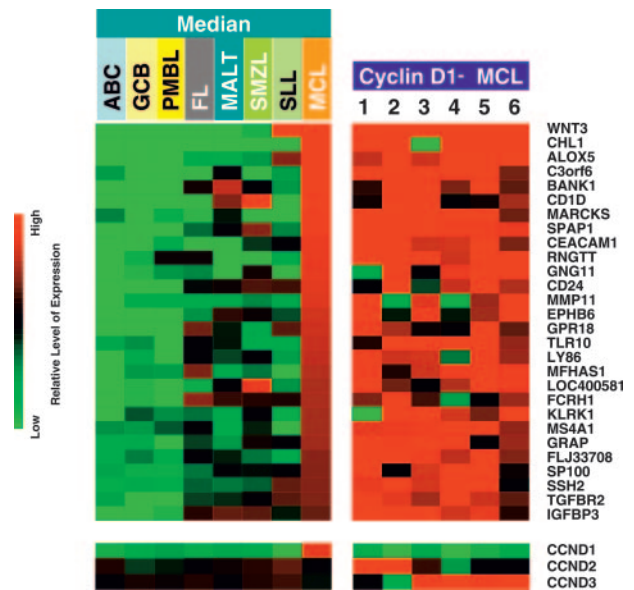 Median
ABC
GCB
PMBL
FL
MALT
SMZL
SLL
MCL
Cyclin D1- MCL
1 2 3 4 5 6
High
Relative Level of Expression
Low
WNT3
CHL1
ALOX5
C3orf6
BANK1
CD1D
MARCKS
SPAP1
CEACAM1
RNGTT
GNG11
CD24
MMP11
EPHB6
GPR18
TLR10
LY86
MFHAS1
LOC400581
FCRH1
KLRK1
MS4A1
GRAP
FLJ33708
SP100
SSH2
TGFBR2
IGFBP3
CCND1
CCND2
CCND3